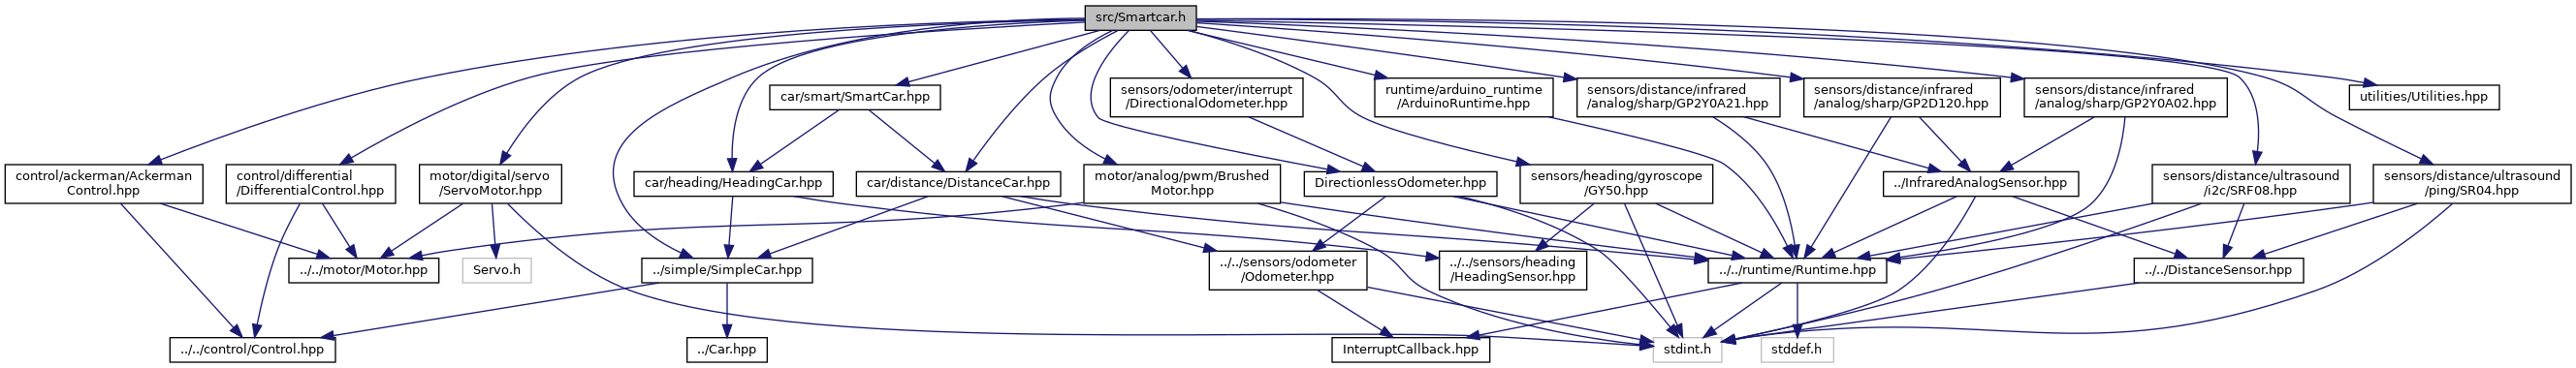 src/Smartcar.h
car/smart/SmartCar.hpp
sensors/odometer/interrupt
/DirectionalOdometer.hpp
runtime/arduino_runtime
/ArduinoRuntime.hpp
sensors/distance/infrared
/analog/sharp/GP2Y0A21.hpp
sensors/distance/infrared
/analog/sharp/GP2D120.hpp
sensors/distance/infrared
/analog/sharp/GP2Y0A02.hpp
utilities/Utilities.hpp
control/ackerman/Ackerman
Control.hpp
control/differential
/DifferentialControl.hpp
motor/digital/servo
/ServoMotor.hpp
car/heading/HeadingCar.hpp
car/distance/DistanceCar.hpp
motor/analog/pwm/Brushed
Motor.hpp
DirectionlessOdometer.hpp
sensors/heading/gyroscope
/GY50.hpp
../InfraredAnalogSensor.hpp
sensors/distance/ultrasound
/i2c/SRF08.hpp
sensors/distance/ultrasound
/ping/SR04.hpp
../../motor/Motor.hpp
Servo.h
../simple/SimpleCar.hpp
../../sensors/odometer
/Odometer.hpp
../../sensors/heading
/HeadingSensor.hpp
../../runtime/Runtime.hpp
../../DistanceSensor.hpp
../../control/Control.hpp
../Car.hpp
InterruptCallback.hpp
stdint.h
stddef.h